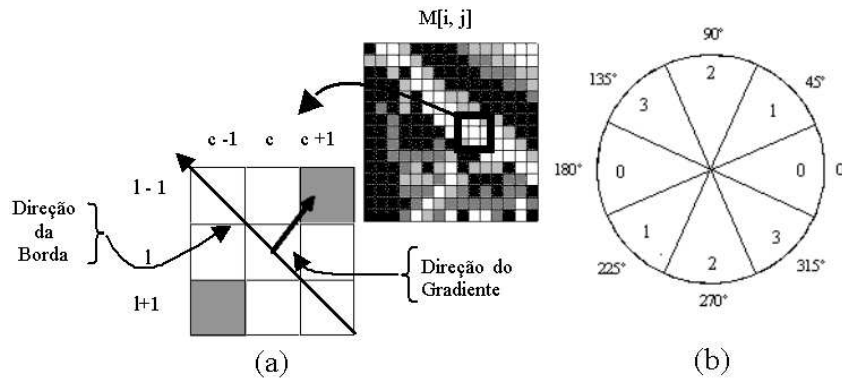 M[i, j]
c - 1 c c +1
l - 1
l
l+1
Direção
da
Borda
Direção do
Gradiente
(a)
90°
135° 45°
180° 0
225° 315°
270°
2
3 1
0 0
1 3
2
(b)